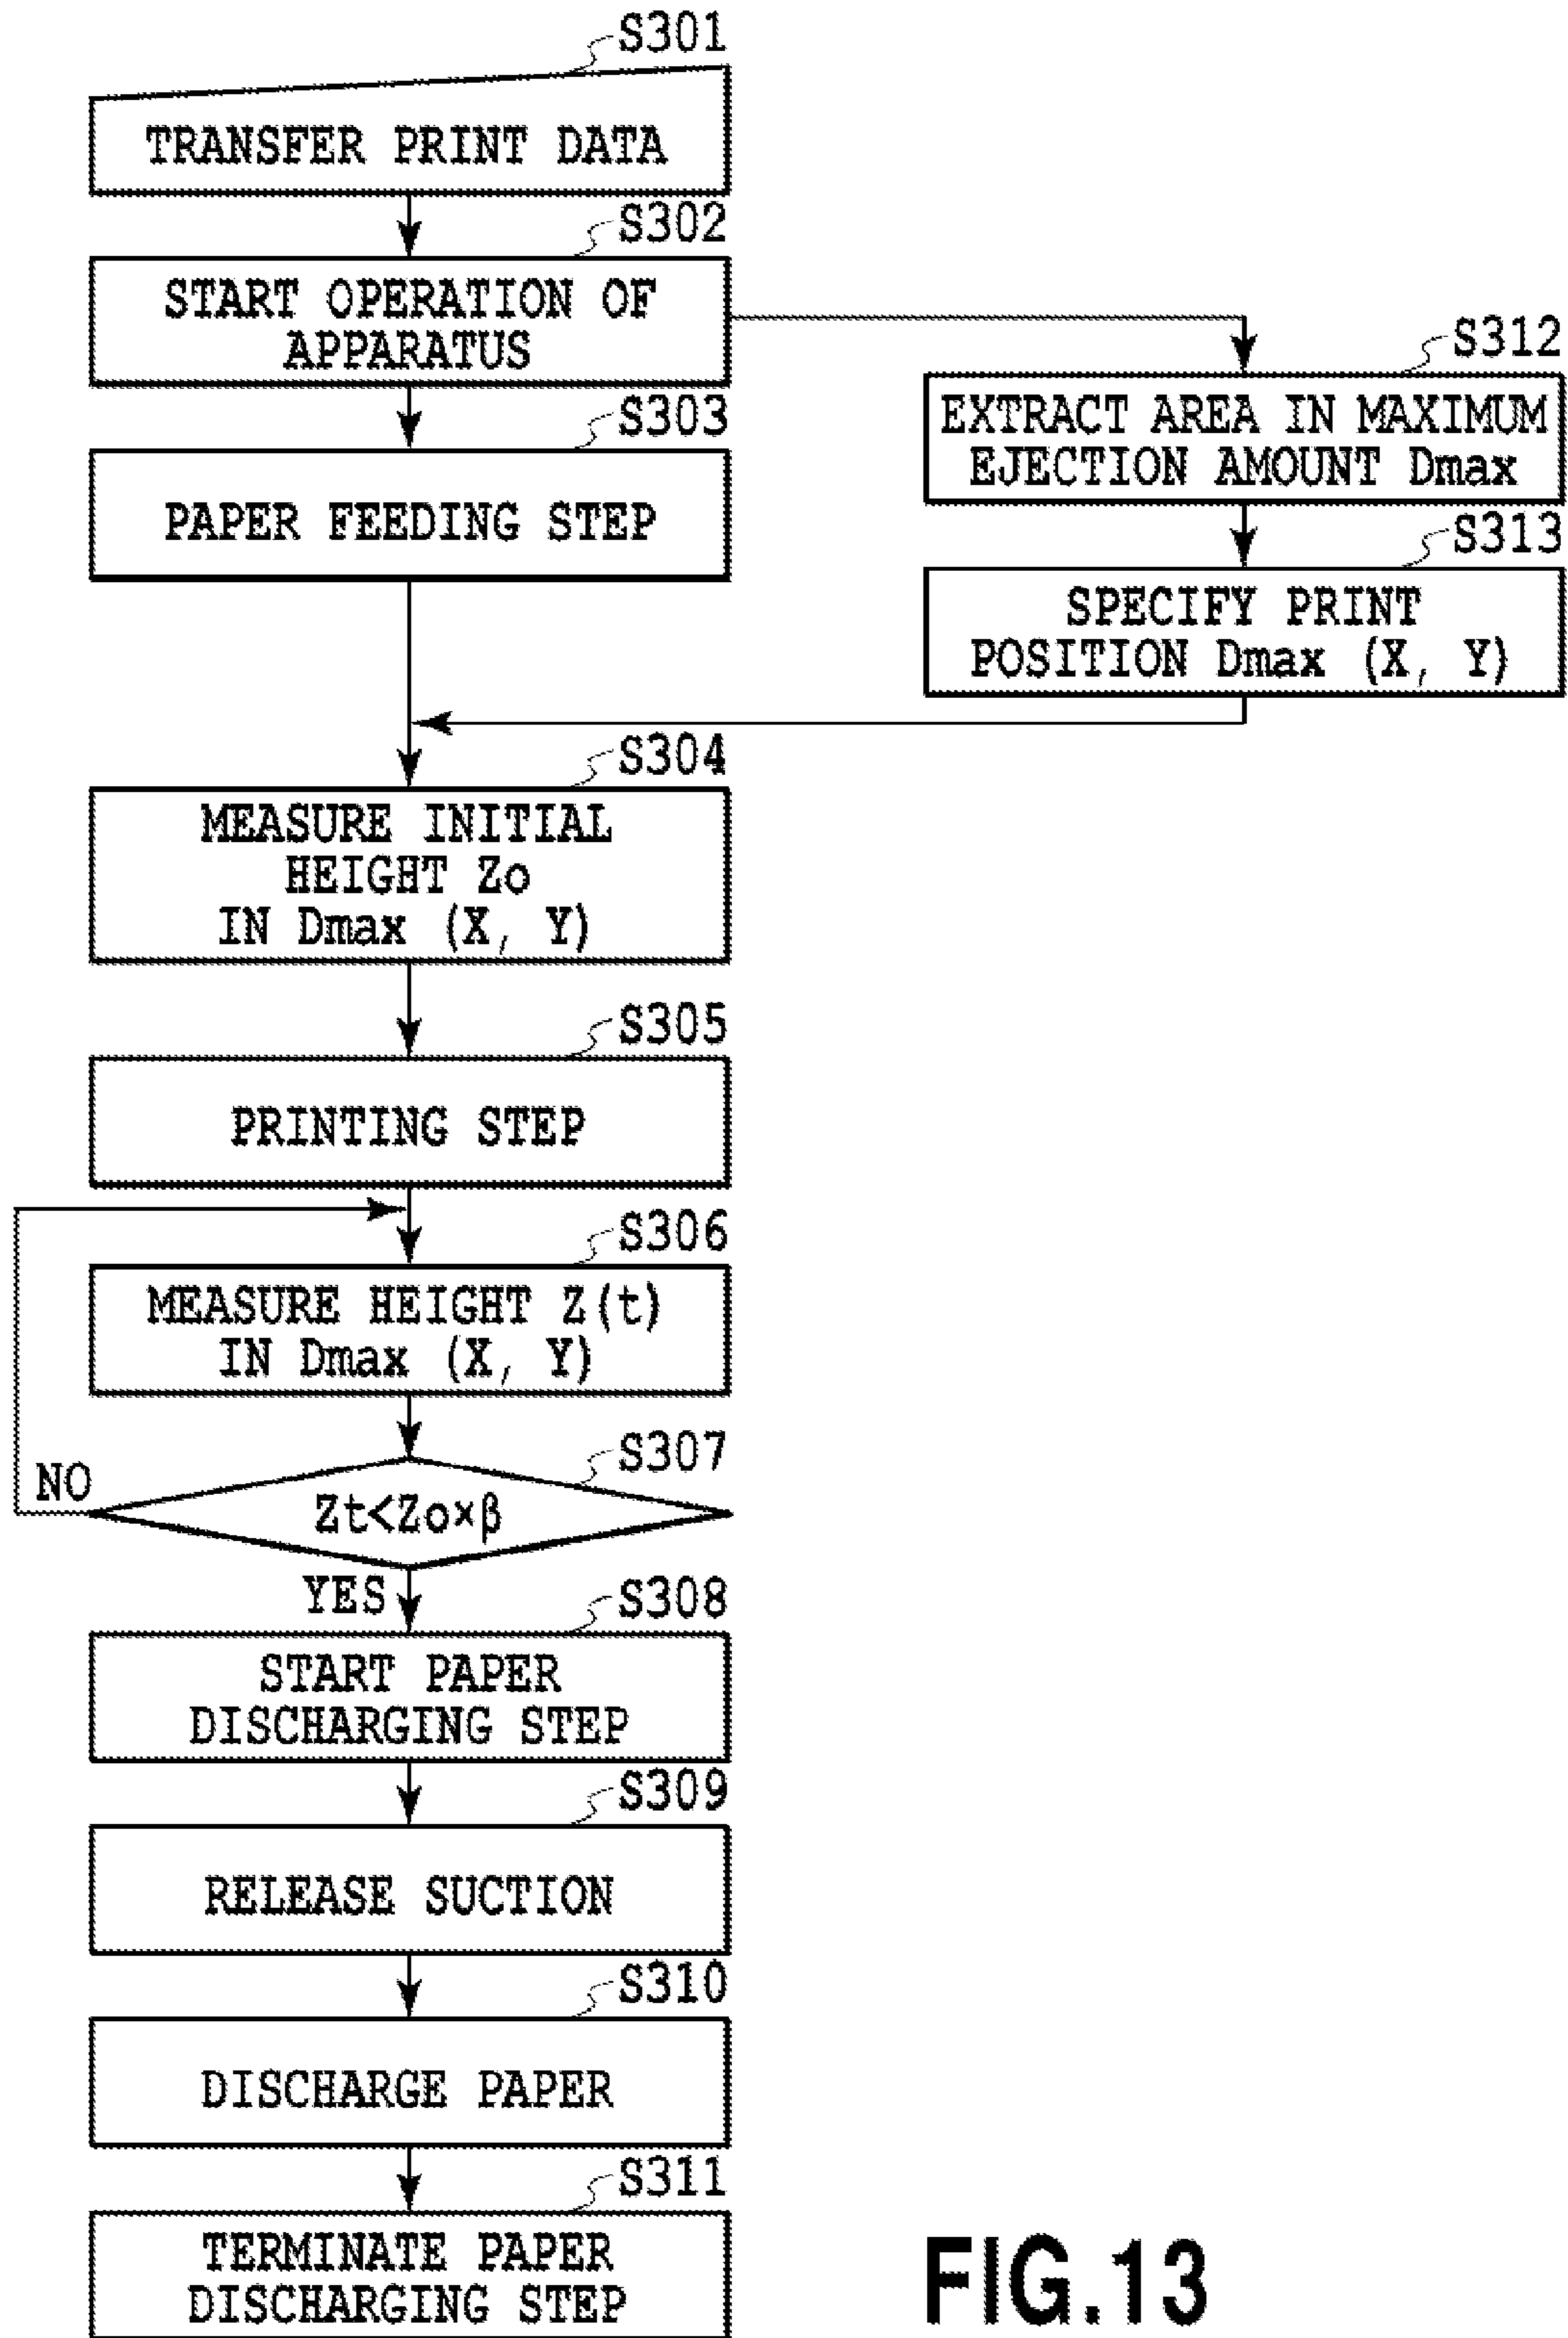 S301
TRANSFER PRINT DATA
S302
START OPERATION OF
APPARATUS
S303
PAPER FEEDING STEP
S312
EXTRACT AREA IN MAXIMUM
EJECTION AMOUNT Dmax
S313
SPECIFY PRINT
POSITION Dmax (X, Y)
S304
MEASURE INITIAL
HEIGHT Zo
IN Dmax (X, Y)
S305
PRINTING STEP
S306
MEASURE HEIGHT Z(t)
IN Dmax (X, Y)
S307
NO
Zt<Zo×β
YES
S308
START PAPER
DISCHARGING STEP
S309
RELEASE SUCTION
S310
DISCHARGE PAPER
S311
TERMINATE PAPER
DISCHARGING STEP
FIG.13